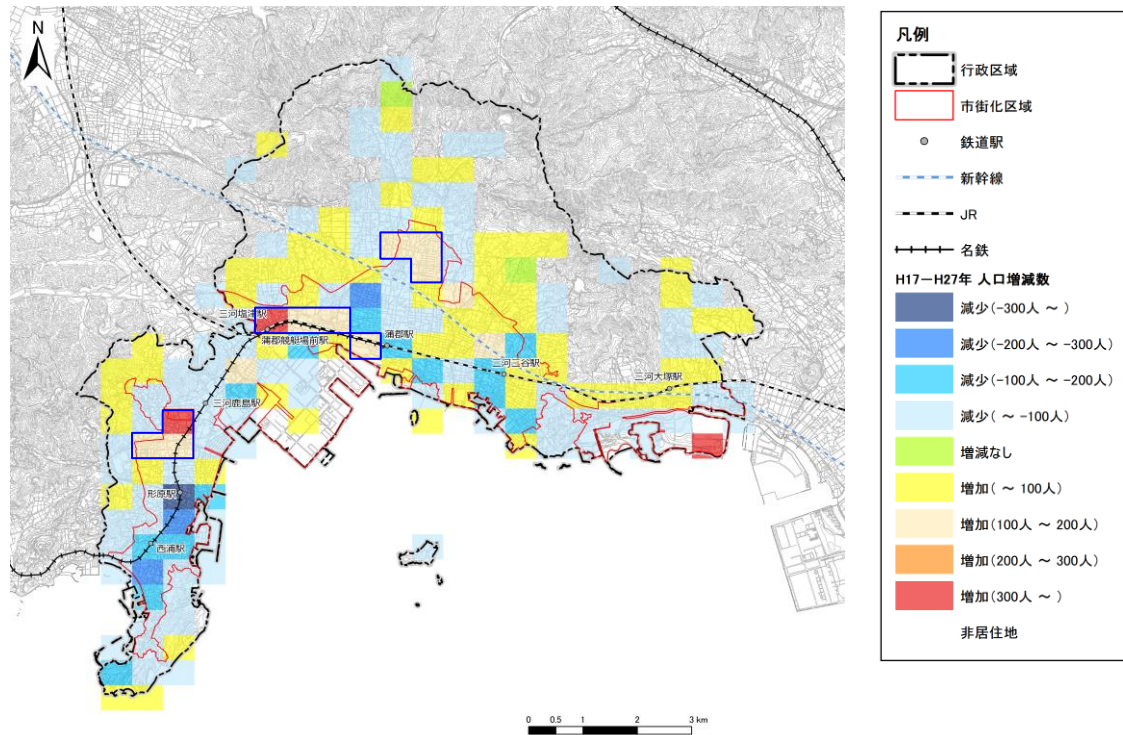 N
三河塩津駅
蒲郡競艇場前駅
蒲郡駅
三河三谷駅
三河大塚駅
三河鹿島駅
形原駅
西浦駅
0 0.5 1 2 3 km
凡例
行政区域
市街化区域
鉄道駅
新幹線
JR
名鉄
H17－H27年 人口増減数
減少(-300人 ～ )
減少(-200人 ～ -300人)
減少(-100人 ～ -200人)
減少( ～ -100人)
増減なし
増加( ～ 100人)
増加(100人 ～ 200人)
増加(200人 ～ 300人)
増加(300人 ～ )
非居住地